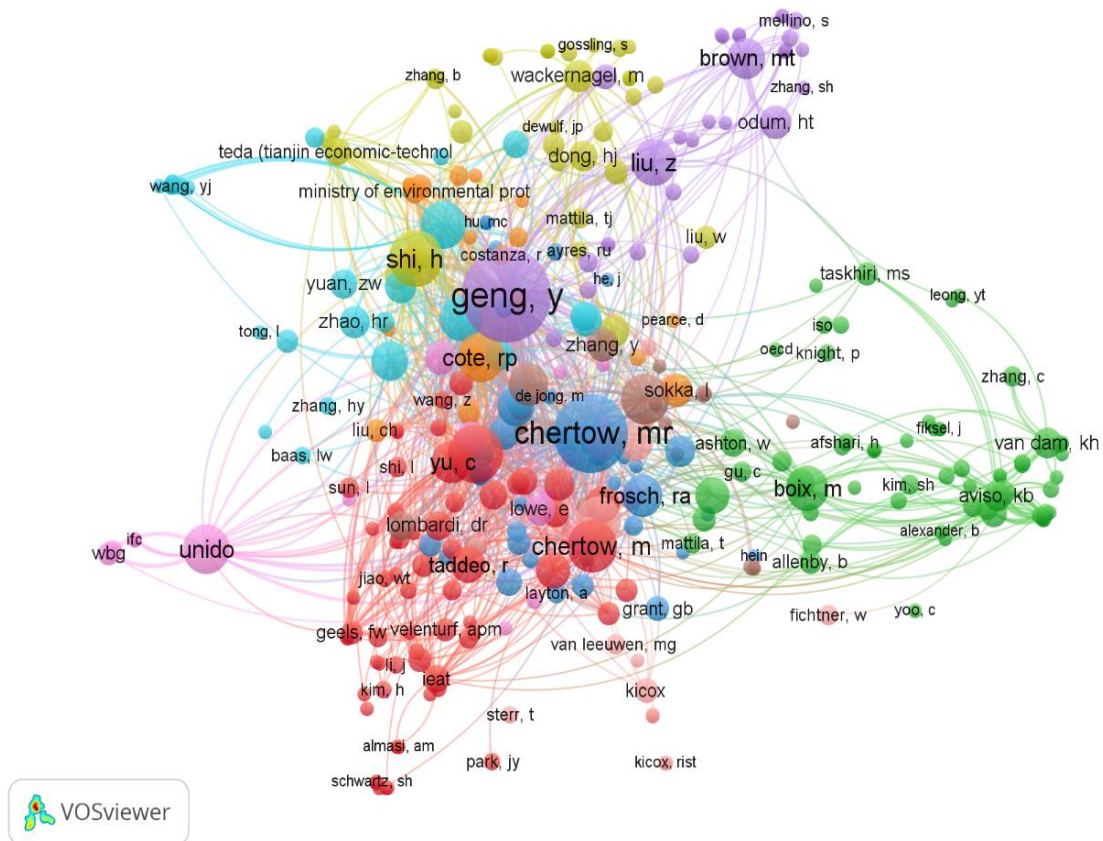 mellino, s
gossling, s
brown, mt
zhang, b
wackernagel, m
zhang, sh
odum, ht
dewulf, jp
teda (tianjin economic-technol
dong, hj
liu, z
wang, yj
ministry of environmental prot
hu, mc
mattila, tj
liu, w
shi, h
costanza, r
ayres, ru
taskhiri, ms
yuan, zw
he, j
leong, yt
geng, y
zhao, hr
pearce, d
iso
tong, l
zhang, y
oecd
knight, p
cote, rp
zhang, c
sokka, l
de jong, m
wang, z
zhang, hy
liu, ch
chertow, mr
fiksel, j
ashton, w
afshari, h
van dam, kh
baas, lw
shi, l
yu, c
gu, c
kim, sh
sun, l
boix, m
aviso, kb
frosch, ra
lowe, e
lombardi, dr
mattila, t
alexander, b
ifc
wbg
unido
chertow, m
hein
allenby, b
taddeo, r
jiao, wt
layton, a
grant, gb
yoo, c
fichtner, w
geels, fw
velenturf, apm
van leeuwen, mg
li, j
ieat
kim, h
kicox
sterr, t
almasi, am
park, jy
kicox, rist
schwartz, sh
VOSviewer